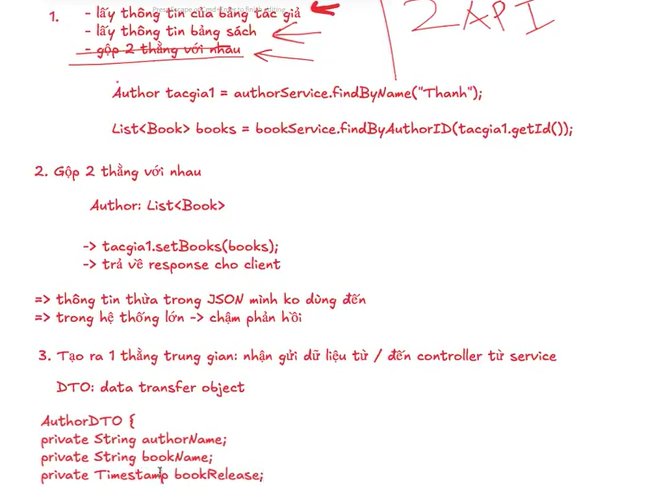 1. - lấy thông tin của bảng tác giả
2 API
- lấy thông tin bảng sách
- gộp 2 thằng với nhau
Author tacgia1 = authorService.findByName("Thanh");
List<Book> books = bookService.findByAuthorID(tacgia1.getId());
2. Gộp 2 thằng với nhau
Author: List<Book>
-> tacgia1.setBooks(books);
-> trả về response cho client
=> thông tin thừa trong JSON mình ko dùng đến
=> trong hệ thống lớn -> chậm phản hồi
3. Tạo ra 1 thằng trung gian: nhận gửi dữ liệu từ / đến controller từ service
DTO: data transfer object
AuthorDTO {
private String authorName;
private String bookName;
private Timestamp bookRelease;